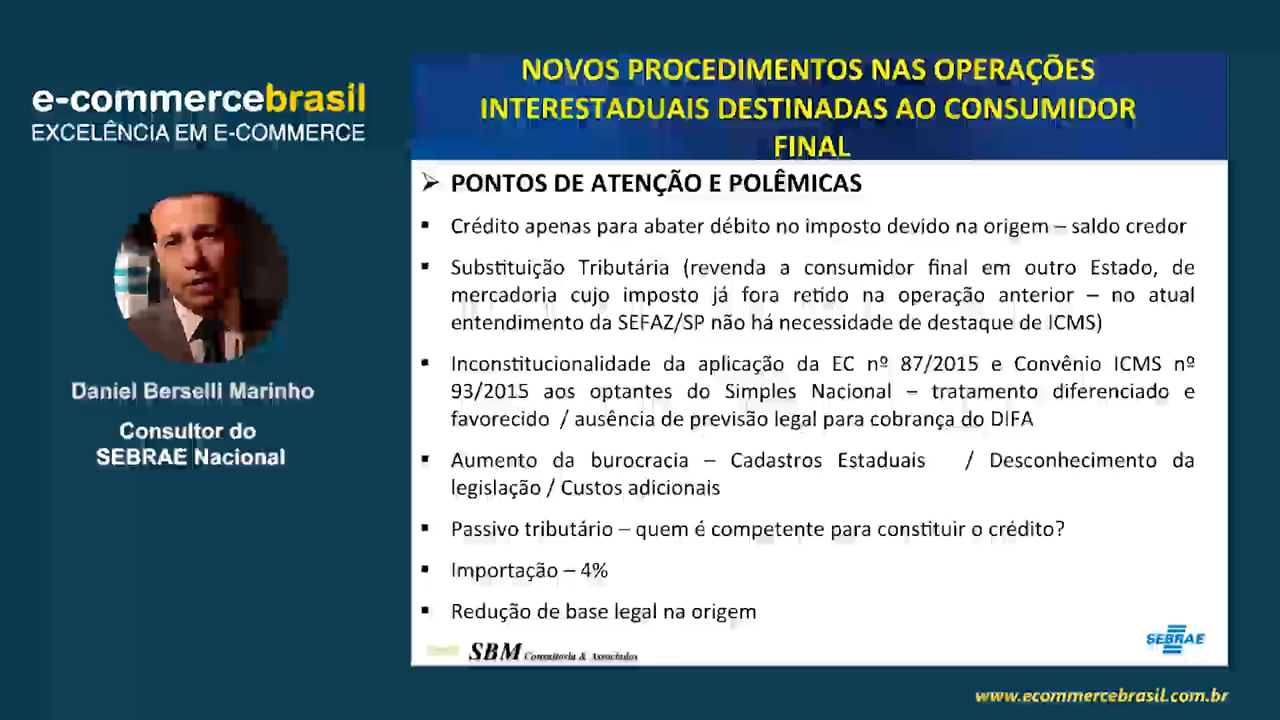 e-commercebrasil
EXCELÊNCIA EM E-COMMERCE
Daniel Berselli Marinho
Consultor do
SEBRAE Nacional
NOVOS PROCEDIMENTOS NAS OPERAÇÕES
INTERESTADUAIS DESTINADAS AO CONSUMIDOR
FINAL
➢ PONTOS DE ATENÇÃO E POLÊMICAS
▪ Crédito apenas para abater débito no imposto devido na origem – saldo credor
▪ Substituição Tributária (revenda a consumidor final em outro Estado, de
mercadoria cujo imposto já fora retido na operação anterior – no atual
entendimento da SEFAZ/SP não há necessidade de destaque de ICMS)
▪ Inconstitucionalidade da aplicação da EC nº 87/2015 e Convênio ICMS nº
93/2015 aos optantes do Simples Nacional – tratamento diferenciado e
favorecido / ausência de previsão legal para cobrança do DIFA
▪ Aumento da burocracia – Cadastros Estaduais / Desconhecimento da
legislação / Custos adicionais
▪ Passivo tributário – quem é competente para constituir o crédito?
▪ Importação – 4%
▪ Redução de base legal na origem
SBM Consultoria & Associados
SEBRAE
www.ecommercebrasil.com.br